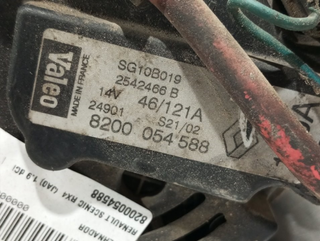 Valeo
MADE IN FRANCE
SG10B019
2542466 B
14V 46/121A
24901 S21/02
8200 054 588
8200054588
RENAULT SCENIC RX4 (JA0) 1.9 dCi